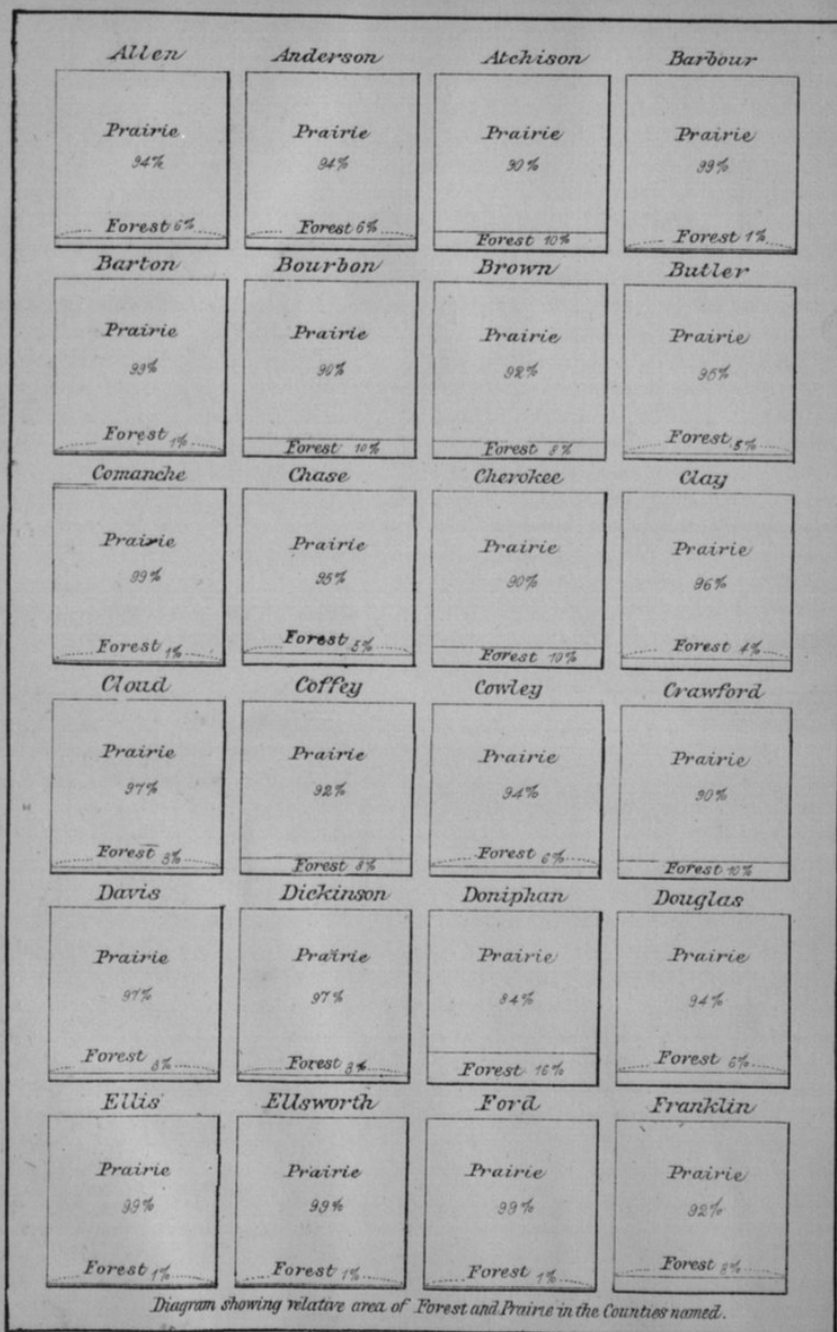 Allen Anderson Atchison Barbour
Prairie Prairie Prairie Prairie
94% 94% 90% 99%
Forest 6% Forest 6% Forest 10% Forest 1%
Barton Bourbon Brown Butler
Prairie Prairie Prairie Prairie
99% 90% 92% 95%
Forest 1% Forest 10% Forest 8% Forest 5%
Comanche Chase Cherokee Clay
Prairie Prairie Prairie Prairie
99% 95% 90% 96%
Forest 1% Forest 5% Forest 10% Forest 4%
Cloud Coffey Cowley Crawford
Prairie Prairie Prairie Prairie
97% 92% 94% 90%
Forest 3% Forest 8% Forest 6% Forest 10%
Davis Dickinson Doniphan Douglas
Prairie Prairie Prairie Prairie
97% 97% 84% 94%
Forest 3% Forest 3% Forest 16% Forest 6%
Ellis Ellsworth Ford Franklin
Prairie Prairie Prairie Prairie
99% 99% 99% 92%
Forest 1% Forest 1% Forest 1% Forest 8%
Diagram showing relative area of Forest and Prairie in the Counties named.